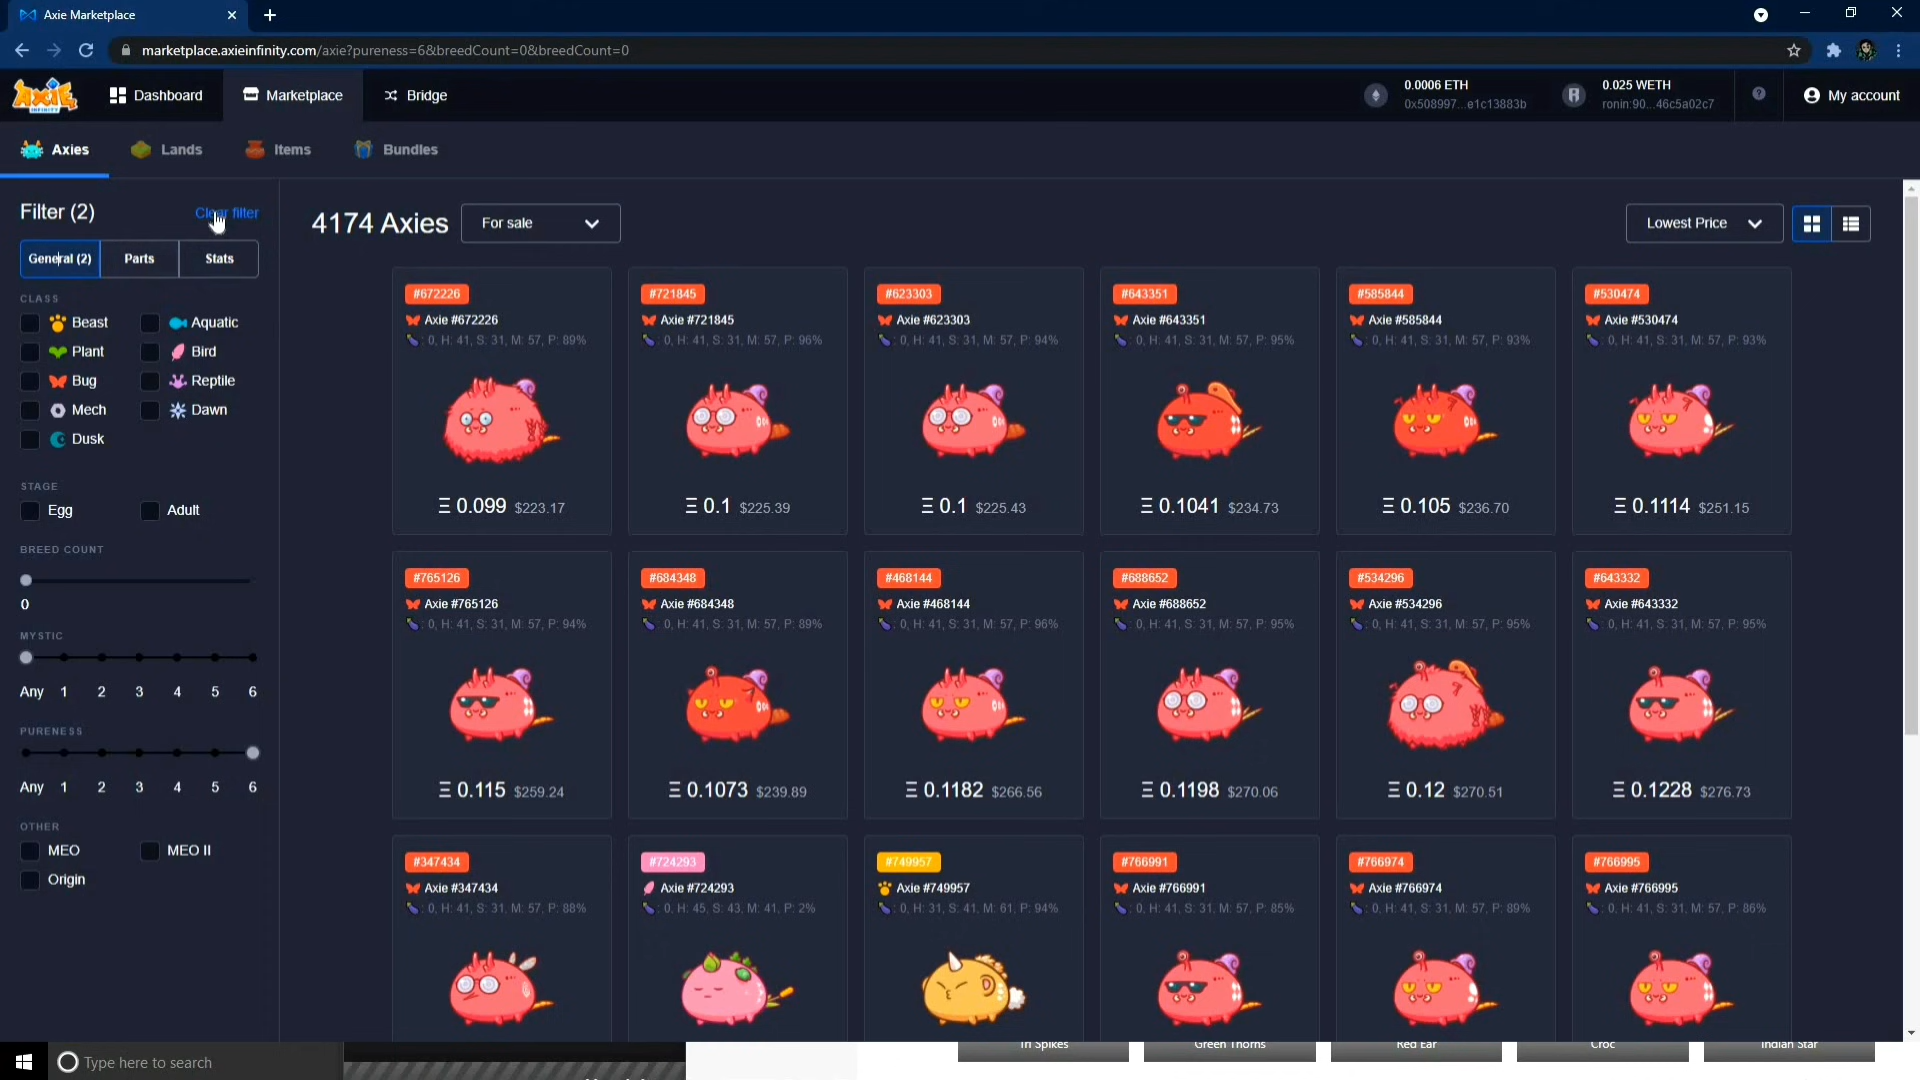 Axie Marketplace
marketplace.axieinfinity.com/axie?pureness=6&breedCount=0&breedCount=0
AXIE INFINITY
Dashboard
Marketplace
Bridge
0.0006 ETH
0x508997...e1c13883b
0.025 WETH
ronin:90...46c5a02c7
My account
Axies
Lands
Items
Bundles
Filter (2)
Clear filter
General (2)
Parts
Stats
CLASS
Beast
Aquatic
Plant
Bird
Bug
Reptile
Mech
Dawn
Dusk
STAGE
Egg
Adult
BREED COUNT
0
MYSTIC
Any 1 2 3 4 5 6
PURENESS
Any 1 2 3 4 5 6
OTHER
MEO
MEO II
Origin
4174 Axies
For sale
Lowest Price
#672226
Axie #672226
: 0, H: 41, S: 31, M: 57, P: 89%
Ξ 0.099 $223.17
#721845
Axie #721845
: 0, H: 41, S: 31, M: 57, P: 96%
Ξ 0.1 $225.39
#623303
Axie #623303
: 0, H: 41, S: 31, M: 57, P: 94%
Ξ 0.1 $225.43
#643351
Axie #643351
: 0, H: 41, S: 31, M: 57, P: 95%
Ξ 0.1041 $234.73
#585844
Axie #585844
: 0, H: 41, S: 31, M: 57, P: 93%
Ξ 0.105 $236.70
#530474
Axie #530474
: 0, H: 41, S: 31, M: 57, P: 93%
Ξ 0.1114 $251.15
#765126
Axie #765126
: 0, H: 41, S: 31, M: 57, P: 94%
Ξ 0.115 $259.24
#684348
Axie #684348
: 0, H: 41, S: 31, M: 57, P: 89%
Ξ 0.1073 $239.89
#468144
Axie #468144
: 0, H: 41, S: 31, M: 57, P: 96%
Ξ 0.1182 $266.56
#688652
Axie #688652
: 0, H: 41, S: 31, M: 57, P: 95%
Ξ 0.1198 $270.06
#534296
Axie #534296
: 0, H: 41, S: 31, M: 57, P: 95%
Ξ 0.12 $270.51
#643332
Axie #643332
: 0, H: 41, S: 31, M: 57, P: 95%
Ξ 0.1228 $276.73
#347434
Axie #347434
: 0, H: 41, S: 31, M: 57, P: 88%
#724293
Axie #724293
: 0, H: 45, S: 43, M: 41, P: 2%
#749957
Axie #749957
: 0, H: 31, S: 41, M: 61, P: 94%
#766991
Axie #766991
: 0, H: 41, S: 31, M: 57, P: 85%
#766974
Axie #766974
: 0, H: 41, S: 31, M: 57, P: 89%
#766995
Axie #766995
: 0, H: 41, S: 31, M: 57, P: 86%
Type here to search
Tri Spikes
Green Thorns
Red Ear
Croc
Indian Star